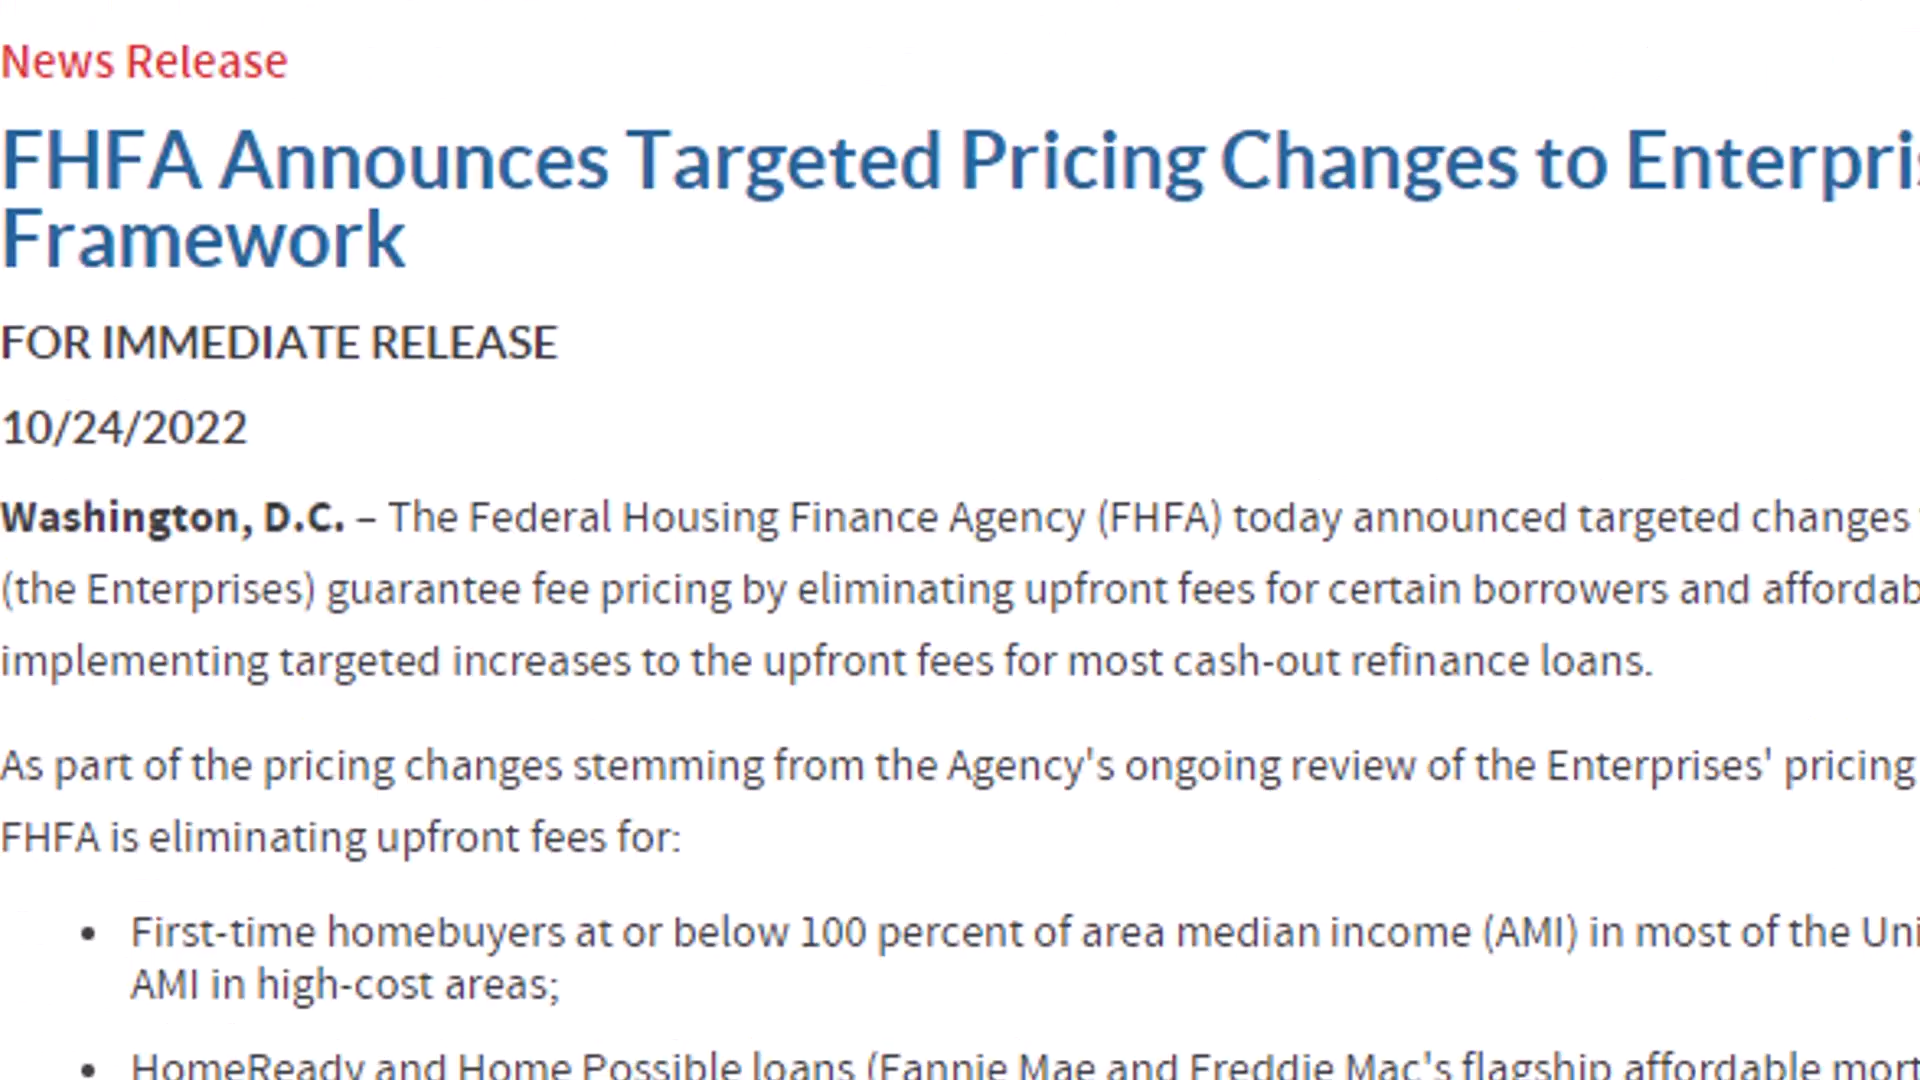 News Release
FHFA Announces Targeted Pricing Changes to
Framework
FOR IMMEDIATE RELEASE
10/24/2022
Washington, D.C. – The Federal Housing Finance Agency (FHFA) today announced targeted changes
(the Enterprises) guarantee fee pricing by eliminating upfront fees for certain borrowers and
implementing targeted increases to the upfront fees for most cash-out refinance loans.
As part of the pricing changes stemming from the Agency's ongoing review of the Enterprises' pricing
FHFA is eliminating upfront fees for:
• First-time homebuyers at or below 100 percent of area median income (AMI) in most of the
AMI in high-cost areas;
• HomeReady and Home Possible loans (Fannie Mae and Freddie Mac's flagship affordable